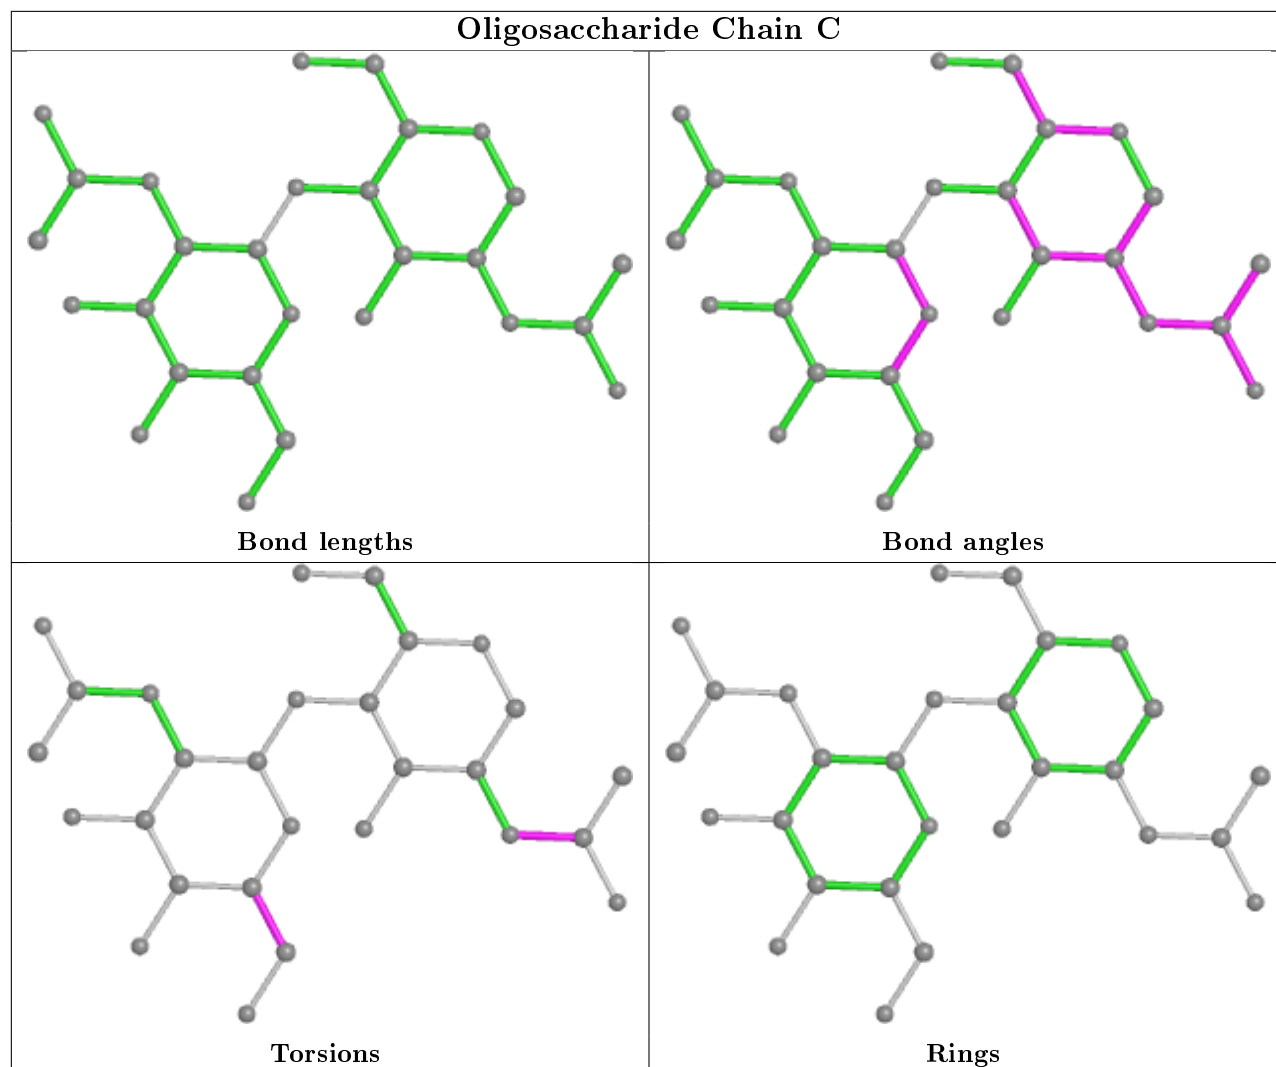 Oligosaccharide Chain C
Bond lengths
Bond angles
Torsions
Rings